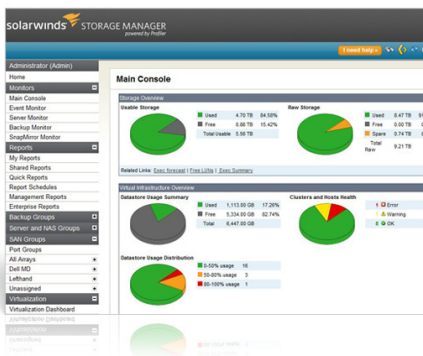 solarwinds STORAGE MANAGER
powered by Profiler
I need help
Administrator (Admin)
Home
Monitors
Main Console
Event Monitor
Server Monitor
Backup Monitor
SnapMirror Monitor
Reports
My Reports
Shared Reports
Quick Reports
Report Schedules
Management Reports
Enterprise Reports
Backup Groups
Server and NAS Groups
SAN Groups
Port Groups
All Arrays
Dell MD
Lefthand
Unassigned
Virtualization
Virtualization Dashboard
Main Console
Storage Overview
Usable Storage
Used 4.70 TB 84.58%
Free 0.86 TB 15.42%
Total Usable 5.56 TB
Raw Storage
Used 8.47 TB
Free 0.00 TB
Spare 0.74 TB
Total Raw 9.21 TB
Related Links: Exec forecast | Free LUNs | Exec Summary
Virtual Infrastructure Overview
Datastore Usage Summary
Used 1,113.00 GB 17.26%
Free 5,334.00 GB 82.74%
Total 6,447.00 GB
Clusters and Hosts Health
1 Error
1 Warning
8 OK
Datastore Usage Distribution
0-50% usage 16
50-80% usage 3
80-100% usage 1